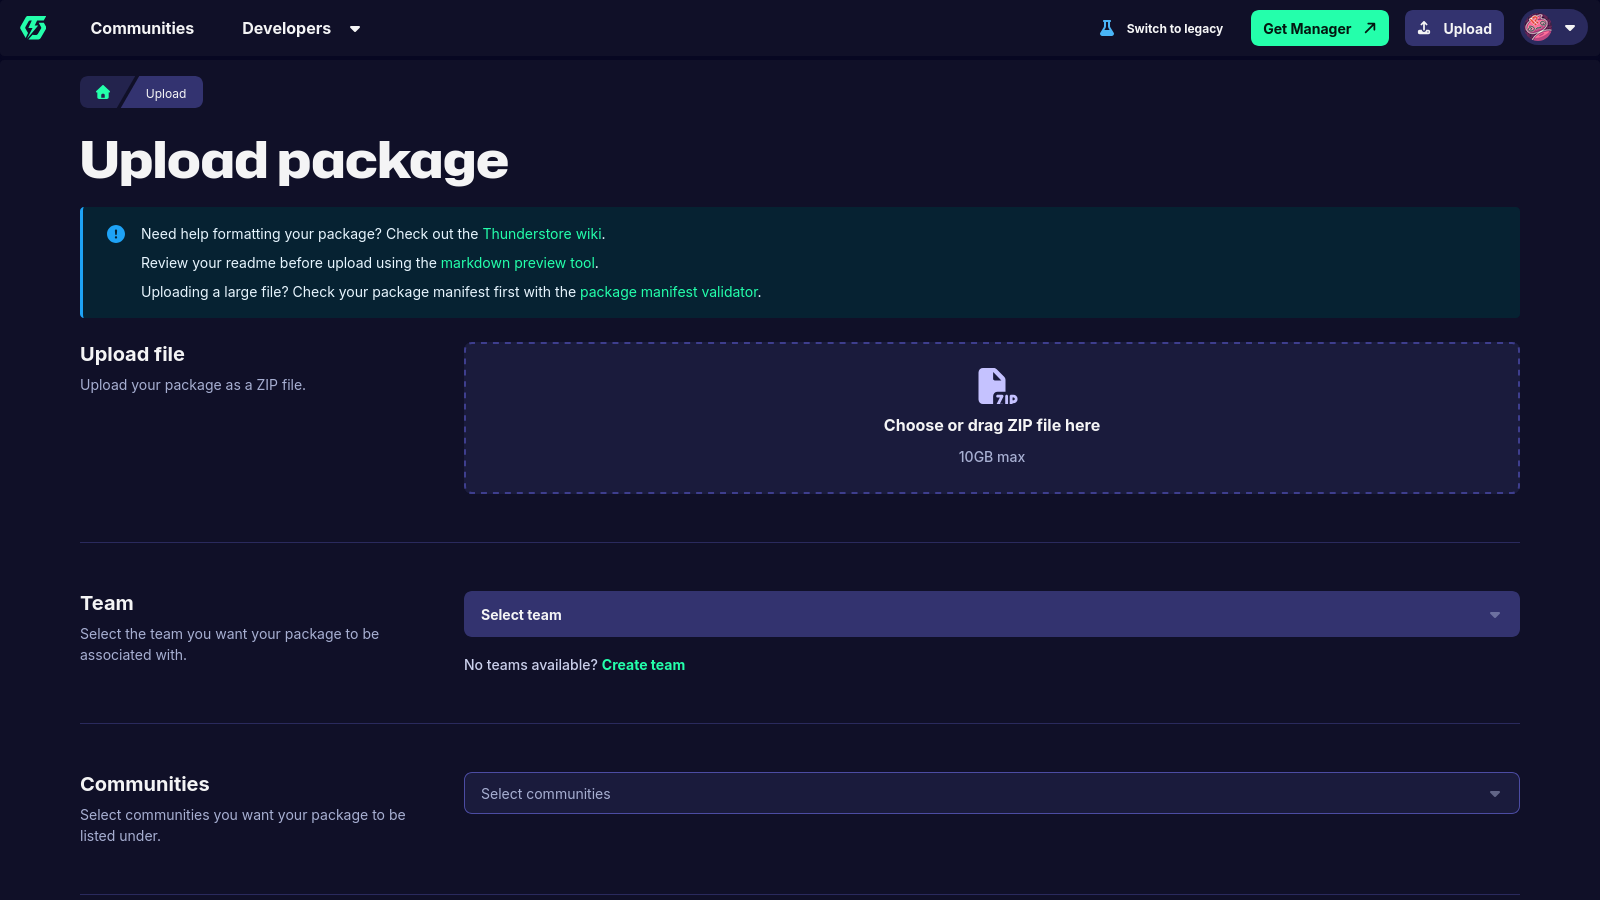 Communities
Developers
Switch to legacy
Get Manager
Upload
Upload
Upload package
Need help formatting your package? Check out the Thunderstore wiki.
Review your readme before upload using the markdown preview tool.
Uploading a large file? Check your package manifest first with the package manifest validator.
Upload file
Upload your package as a ZIP file.
ZIP
Choose or drag ZIP file here
10GB max
Team
Select the team you want your package to be
associated with.
Select team
No teams available? Create team
Communities
Select communities you want your package to be
listed under.
Select communities